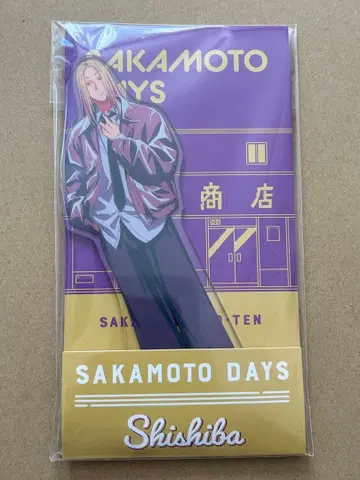 SAKAMOTO
DAYS
商店
SAKA O-TEN
SAKAMOTO DAYS
Shishiba